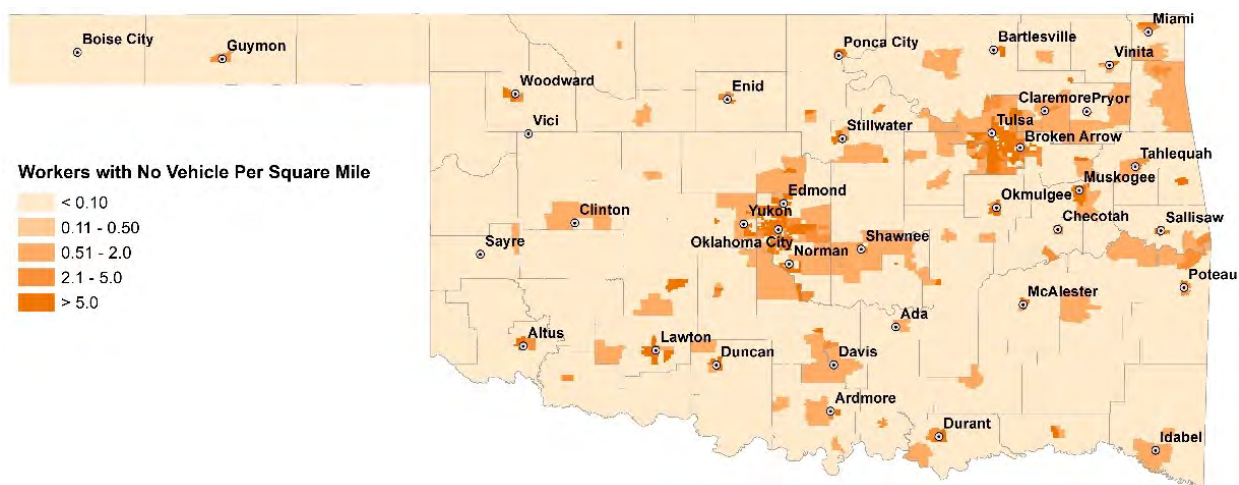 Miami
Boise City
Guymon
Ponca City
Bartlesville
Vinita
Woodward
Enid
Claremore
Pryor
Vici
Stillwater
Tulsa
Broken Arrow
Tahlequah
Workers with No Vehicle Per Square Mile
< 0.10
0.11 - 0.50
0.51 - 2.0
2.1 - 5.0
> 5.0
Muskogee
Edmond
Okmulgee
Clinton
Yukon
Checotah
Sallisaw
Sayre
Oklahoma City
Shawnee
Norman
Poteau
McAlester
Ada
Altus
Lawton
Duncan
Davis
Ardmore
Durant
Idabel